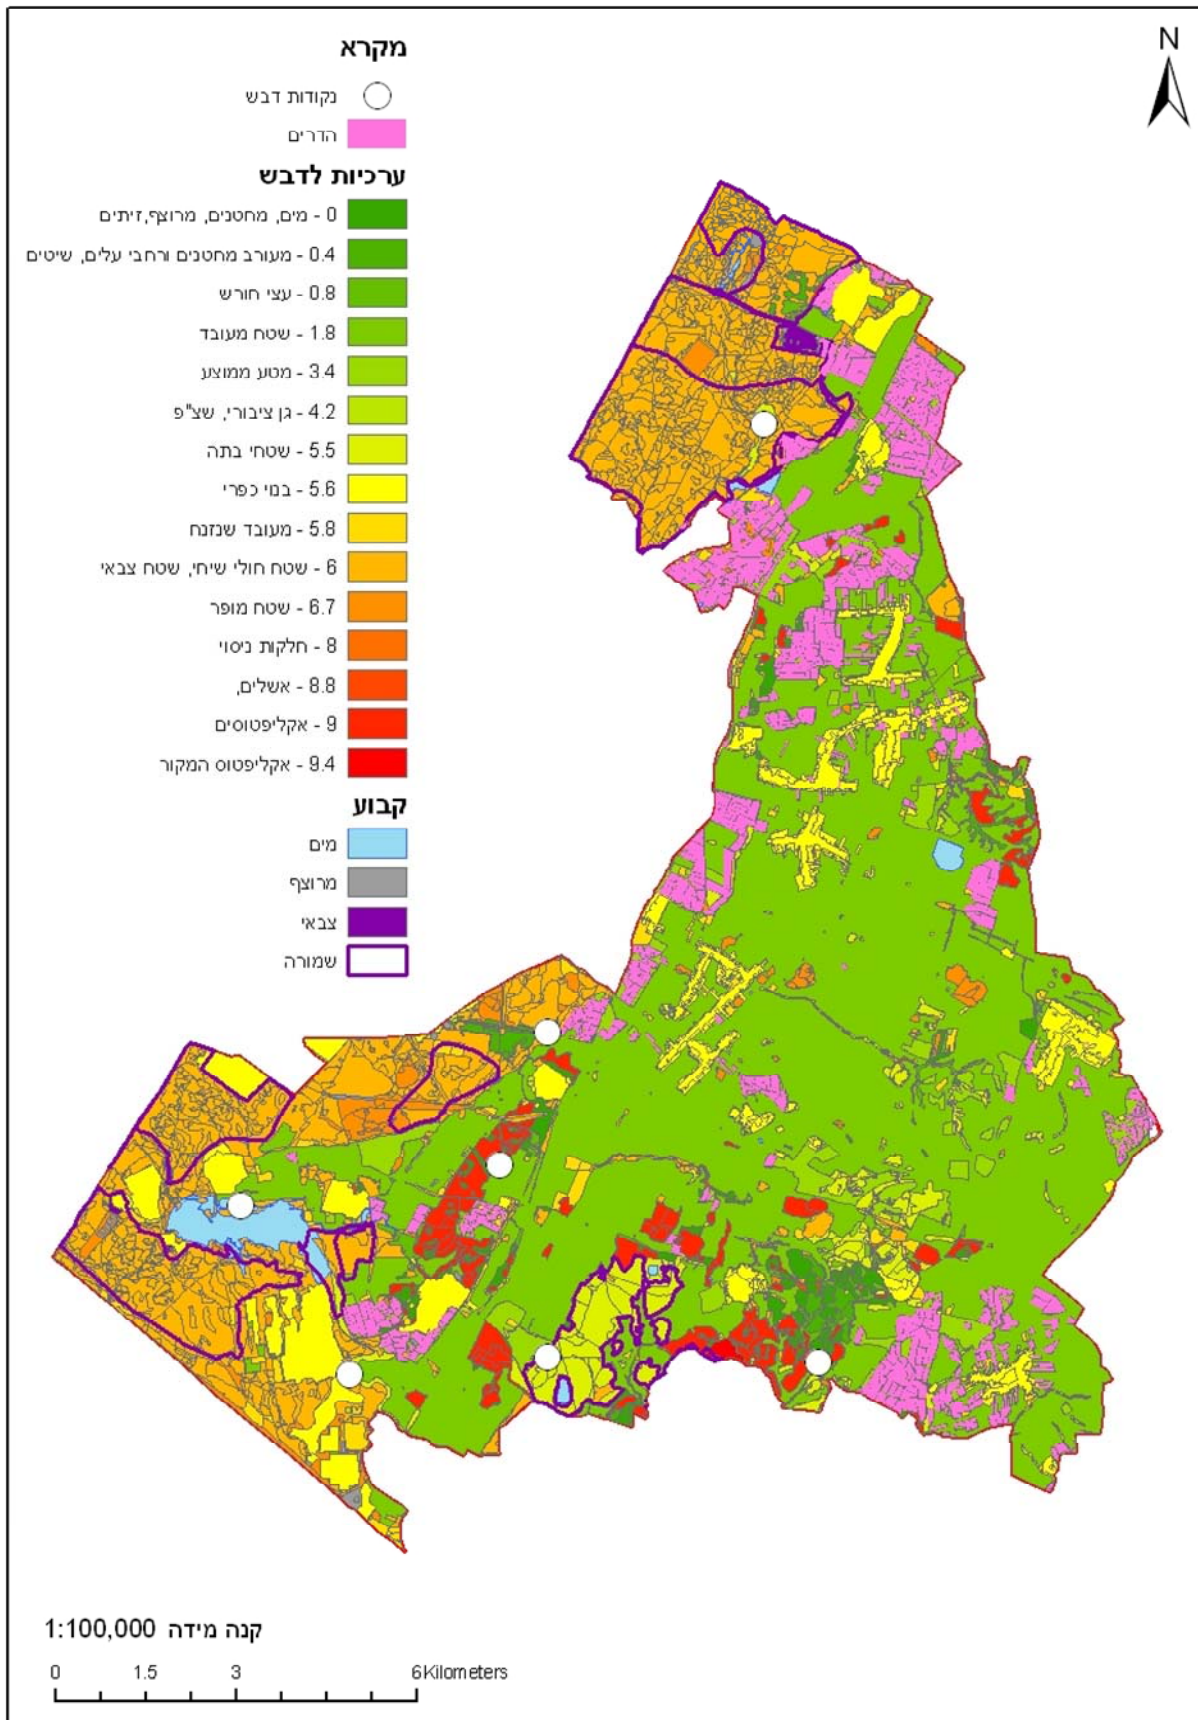 N
מקרא
נקודות דבש
הדרים
ערכיות לדבש
0 - מים, מחטנים, מרוצף,זיתים
0.4 - מעורב מחטנים ורחבי עלים, שיטים
0.8 - עצי חורש
1.8 - שטח מעובד
3.4 - מטע ממוצע
4.2 - גן ציבורי, שצ"פ
5.5 - שטחי בתה
5.6 - בנוי כפרי
5.8 - מעובד שנזנח
6 - שטח חולי שיחי, שטח צבאי
6.7 - שטח מופר
8 - חלקות ניסוי
8.8 - אשלים,
9 - אקליפטוסים
9.4 - אקליפטוס המקור
קבוע
מים
מרוצף
צבאי
שמורה
קנה מידה 1:100,000
0 1.5 3 6Kilometers